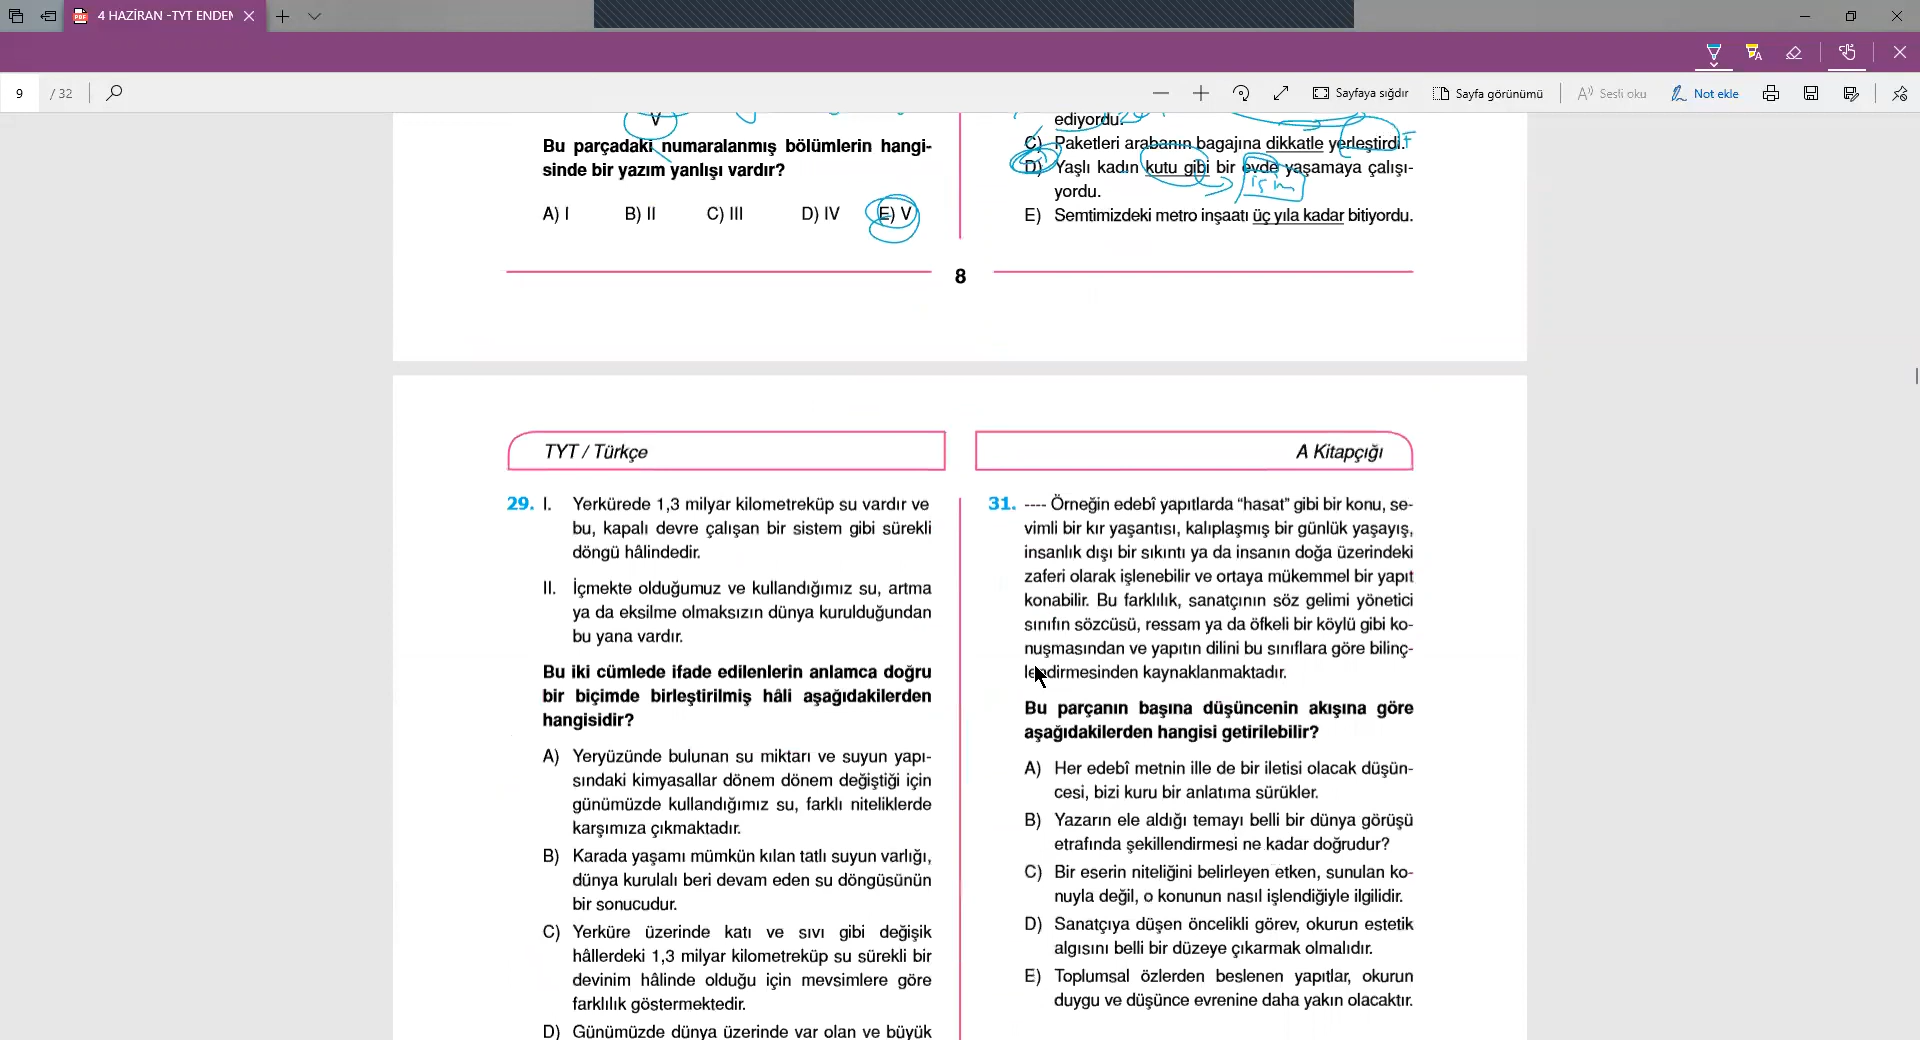 4 HAZİRAN -TYT ENDEM
9 / 32
Sayfaya sığdır
Sayfa görünümü
Sesli oku
Not ekle
V
Bu parçadaki numaralanmış bölümlerin hangi-
sinde bir yazım yanlışı vardır?
A) I B) II C) III D) IV E) V
ediyordu.
C) Paketleri arabanın bagajına dikkatle yerleştirdi.
D) Yaşlı kadın kutu gibi bir evde yaşamaya çalışı-
isim
yordu.
E) Semtimizdeki metro inşaatı üç yıla kadar bitiyordu.
8
TYT / Türkçe
A Kitapçığı
29. I. Yerkürede 1,3 milyar kilometreküp su vardır ve
bu, kapalı devre çalışan bir sistem gibi sürekli
döngü hâlindedir.
II. İçmekte olduğumuz ve kullandığımız su, artma
ya da eksilme olmaksızın dünya kurulduğundan
bu yana vardır.
Bu iki cümlede ifade edilenlerin anlamca doğru
bir biçimde birleştirilmiş hâli aşağıdakilerden
hangisidir?
A) Yeryüzünde bulunan su miktarı ve suyun yapı-
sındaki kimyasallar dönem dönem değiştiği için
günümüzde kullandığımız su, farklı niteliklerde
karşımıza çıkmaktadır.
B) Karada yaşamı mümkün kılan tatlı suyun varlığı,
dünya kurulalı beri devam eden su döngüsünün
bir sonucudur.
C) Yerküre üzerinde katı ve sıvı gibi değişik
hâllerdeki 1,3 milyar kilometreküp su sürekli bir
devinim hâlinde olduğu için mevsimlere göre
farklılık göstermektedir.
D) Günümüzde dünya üzerinde var olan ve büyük
31. ---- Örneğin edebî yapıtlarda “hasat” gibi bir konu, se-
vimli bir kır yaşantısı, kalıplaşmış bir günlük yaşayış,
insanlık dışı bir sıkıntı ya da insanın doğa üzerindeki
zaferi olarak işlenebilir ve ortaya mükemmel bir yapıt
konabilir. Bu farklılık, sanatçının söz gelimi yönetici
sınıfın sözcüsü, ressam ya da öfkeli bir köylü gibi ko-
nuşmasından ve yapıtın dilini bu sınıflara göre bilinç-
lendirmesinden kaynaklanmaktadır.
Bu parçanın başına düşüncenin akışına göre
aşağıdakilerden hangisi getirilebilir?
A) Her edebî metnin ille de bir iletisi olacak düşün-
cesi, bizi kuru bir anlatıma sürükler.
B) Yazarın ele aldığı temayı belli bir dünya görüşü
etrafında şekillendirmesi ne kadar doğrudur?
C) Bir eserin niteliğini belirleyen etken, sunulan ko-
nuyla değil, o konunun nasıl işlendiğiyle ilgilidir.
D) Sanatçıya düşen öncelikli görev, okurun estetik
algısını belli bir düzeye çıkarmak olmalıdır.
E) Toplumsal özlerden beslenen yapıtlar, okurun
duygu ve düşünce evrenine daha yakın olacaktır.